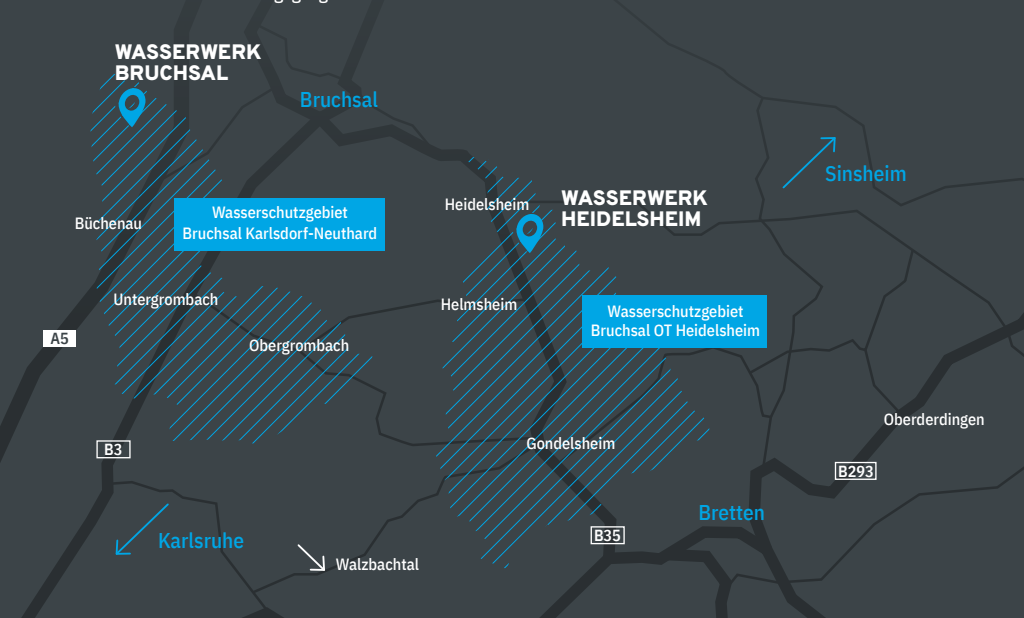 WASSERWERK
BRUCHSAL
Bruchsal
Sinsheim
Heidelsheim
WASSERWERK
HEIDELSHEIM
Büchenau
Wasserschutzgebiet
Bruchsal Karlsdorf-Neuthard
Untergrombach
Helmsheim
Wasserschutzgebiet
Bruchsal OT Heidelsheim
A5
Obergrombach
Oberderdingen
B3
Gondelsheim
B293
Bretten
Karlsruhe
B35
Walzbachtal